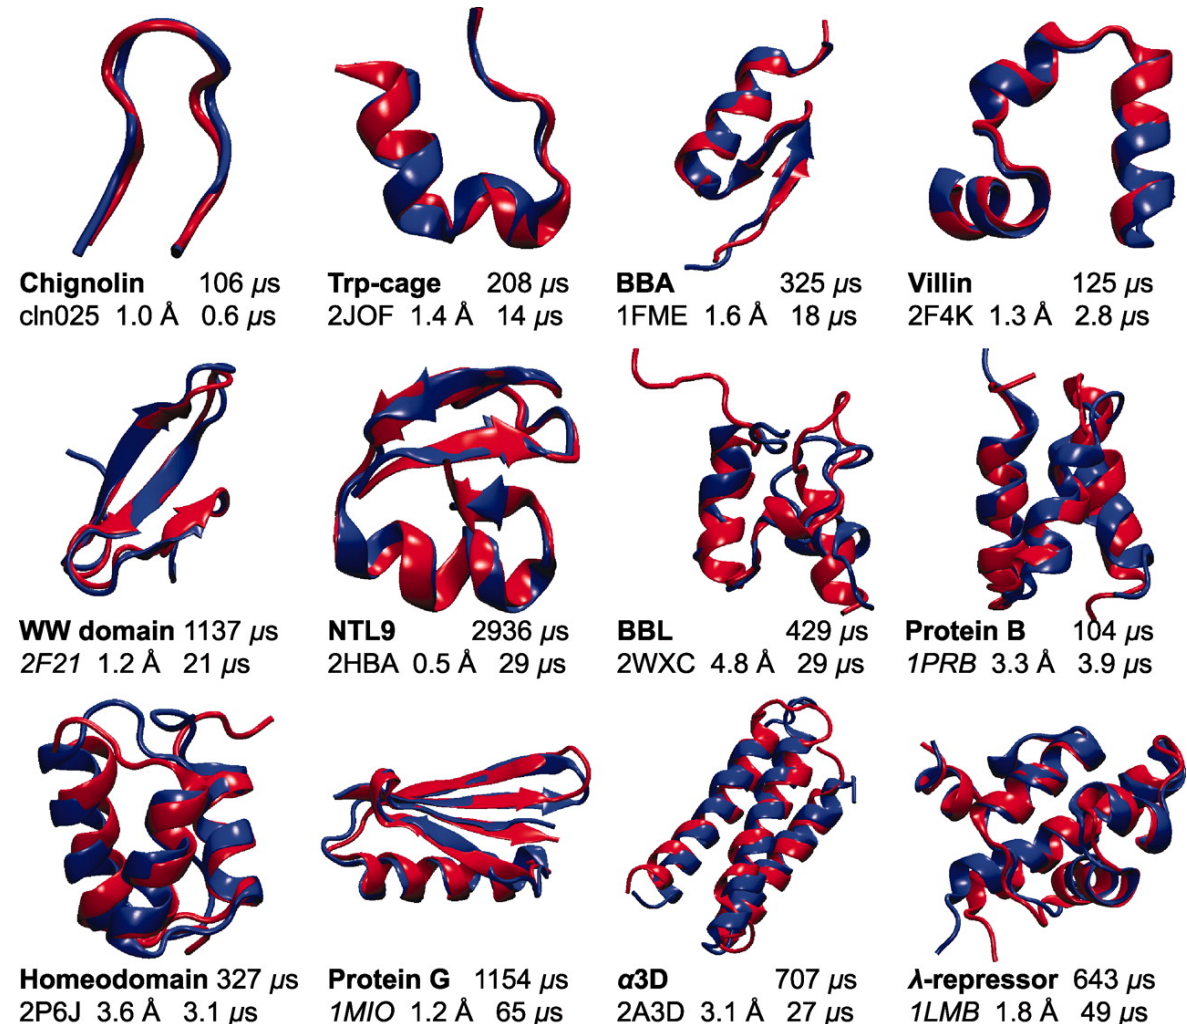 Chignolin 106 μs
cln025 1.0 Å 0.6 μs
Trp-cage 208 μs
2JOF 1.4 Å 14 μs
BBA 325 μs
1FME 1.6 Å 18 μs
Villin 125 μs
2F4K 1.3 Å 2.8 μs
WW domain 1137 μs
2F21 1.2 Å 21 μs
NTL9 2936 μs
2HBA 0.5 Å 29 μs
BBL 429 μs
2WXC 4.8 Å 29 μs
Protein B 104 μs
1PRB 3.3 Å 3.9 μs
Homeodomain 327 μs
2P6J 3.6 Å 3.1 μs
Protein G 1154 μs
1MIO 1.2 Å 65 μs
α3D 707 μs
2A3D 3.1 Å 27 μs
λ-repressor 643 μs
1LMB 1.8 Å 49 μs